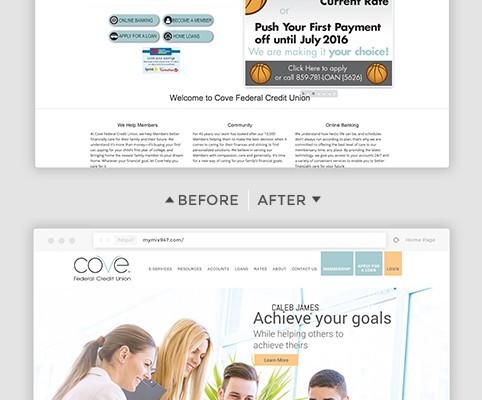 Current Rate
or
Push Your First Payment
off until July 2016
We are making it your choice!
Click Here to apply
or call 859-781-LOAN [5626]
ONLINE BANKING
BECOME A MEMBER
APPLY FOR A LOAN
HOME LOANS
Welcome to Cove Federal Credit Union
We Help Members
At Cove Federal Credit Union, we help Members better
financially care for their family and their future. We
understand it's more than money—it's buying your first
car, paying for your child's first year of college, and
bringing home the newest family member to your dream
home. Whatever your financial goal, let Cove help you
care for it.
Community
For 45 years our team has looked after our 13,000
Members helping them to make the best decision when it
comes to caring for their finances and striving to find
personalized solutions. We believe in serving our
Members with compassion, care and generosity. It's time
for a new way of caring for your financial goals.
Online Banking
We understand how hectic life can be, and schedules
don't always run according to plan, that's why we are
committed to offering the best level of care to our
membership any time, any place. By providing the latest
technology, we give you access to your accounts 24/7 and
a variety of convenient services to enable you to better
financially care for yourself.
BEFORE
AFTER
http://
mymix947.com/
Home Page
cove
Federal Credit Union
E-SERVICES RESOURCES ACCOUNTS LOANS RATES ABOUT CONTACT US
MEMBERSHIP
APPLY FOR
A LOAN
LOGIN
CALEB JAMES
Achieve your goals
While helping others to
achieve theirs
Learn More